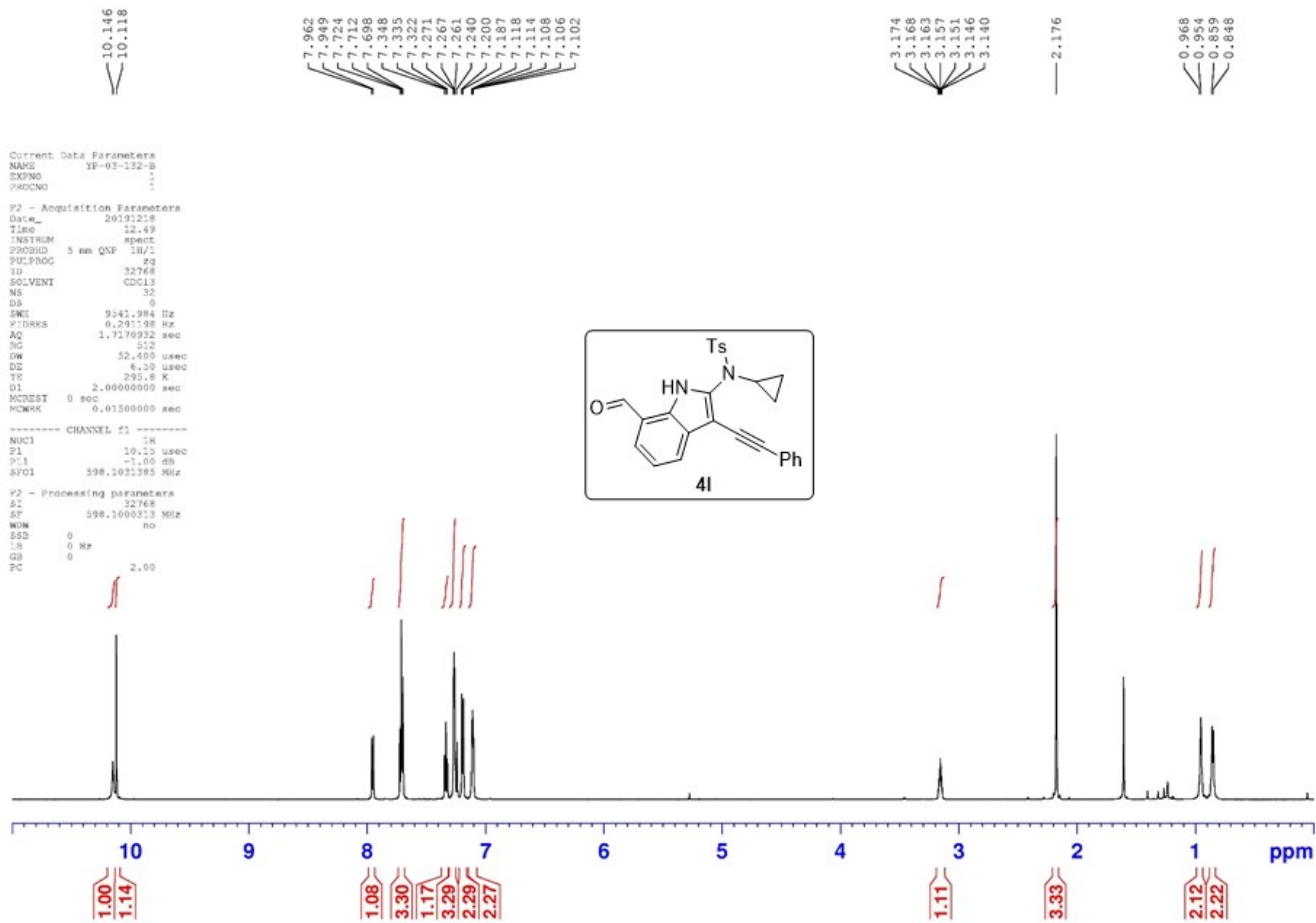 10.146
10.118
7.962
7.949
7.724
7.712
7.698
7.348
7.335
7.322
7.271
7.267
7.261
7.240
7.200
7.187
7.118
7.114
7.108
7.106
7.102
3.174
3.168
3.163
3.157
3.151
3.146
3.140
2.176
0.968
0.954
0.859
0.848
Current Data Parameters
NAME YP-03-132-B
EXPNO 1
PROCNO 1
F2 - Acquisition Parameters
Date_ 20191218
Time 12.49
INSTRUM spect
PROBHD 5 mm QNP 1H/1
PULPROG zg
TD 32768
SOLVENT CDCl3
NS 32
DS 0
SWH 9541.984 Hz
FIDRES 0.291198 Hz
AQ 1.7170932 sec
RG 512
DW 52.400 usec
DE 6.50 usec
TE 295.8 K
D1 2.00000000 sec
MCREST 0 sec
MCWRK 0.01500000 sec
======== CHANNEL f1 ========
NUC1 1H
P1 10.15 usec
PL1 -1.00 dB
SFO1 598.1031385 MHz
F2 - Processing parameters
SI 32768
SF 598.1000313 MHz
WDW no
SSB 0
LB 0 Hz
GB 0
PC 2.00
Ts
N
HN
O
Ph
4l
10 9 8 7 6 5 4 3 2 1 ppm
1.00
1.14
1.08
3.30
1.17
3.29
2.29
2.27
1.11
3.33
2.12
2.22